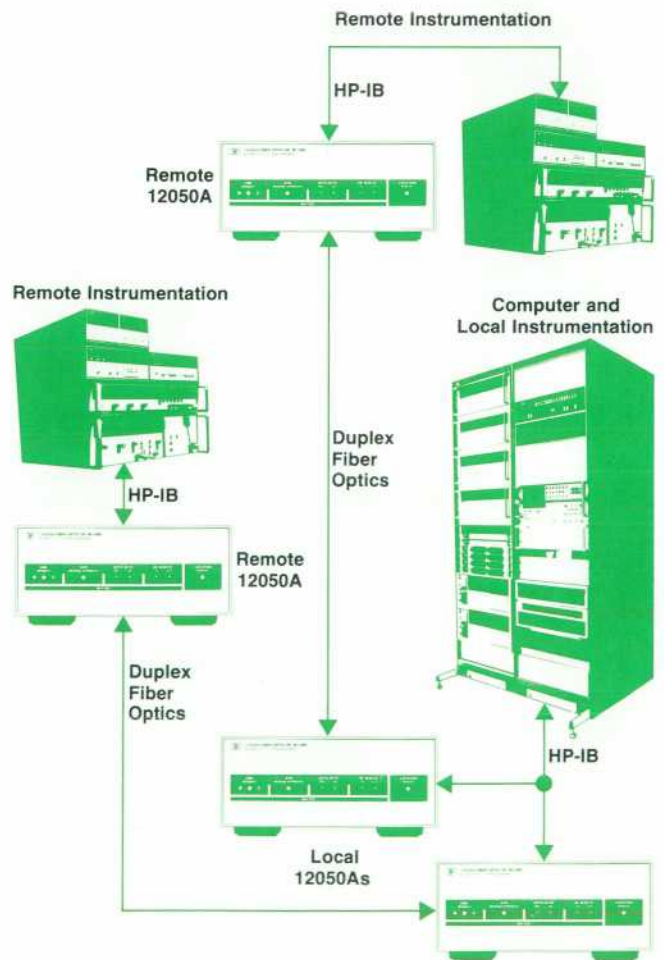 Remote Instrumentation
HP-IB
Remote
12050A
Remote Instrumentation
Computer and
Local Instrumentation
Duplex
Fiber
Optics
HP-IB
Remote
12050A
Duplex
Fiber
Optics
HP-IB
Local
12050As